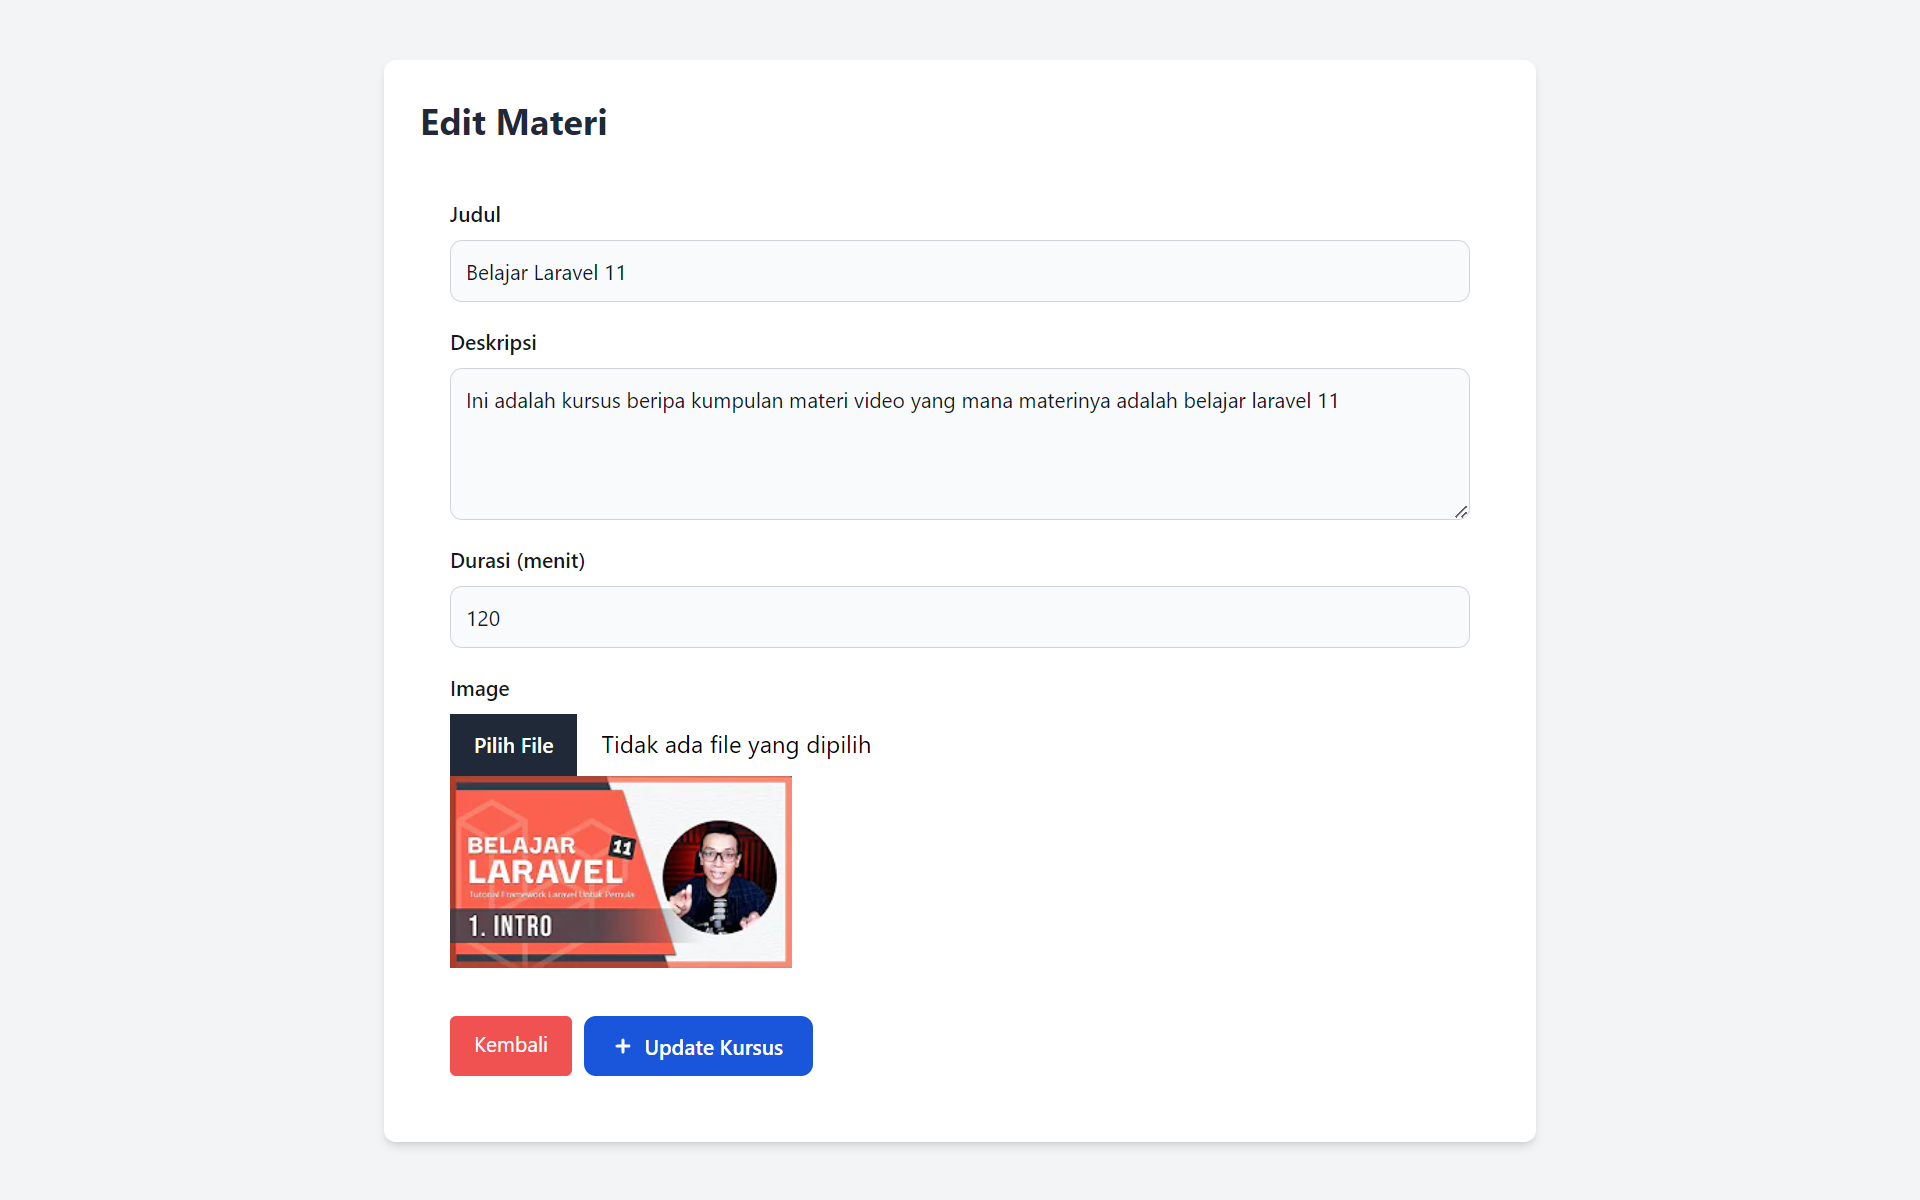 Edit Materi
Judul
Belajar Laravel 11
Deskripsi
Ini adalah kursus beripa kumpulan materi video yang mana materinya adalah belajar laravel 11
Durasi (menit)
120
Image
Pilih File Tidak ada file yang dipilih
BELAJAR 11
LARAVEL
Tutorial Framework Laravel Untuk Pemula
1. INTRO
Kembali + Update Kursus